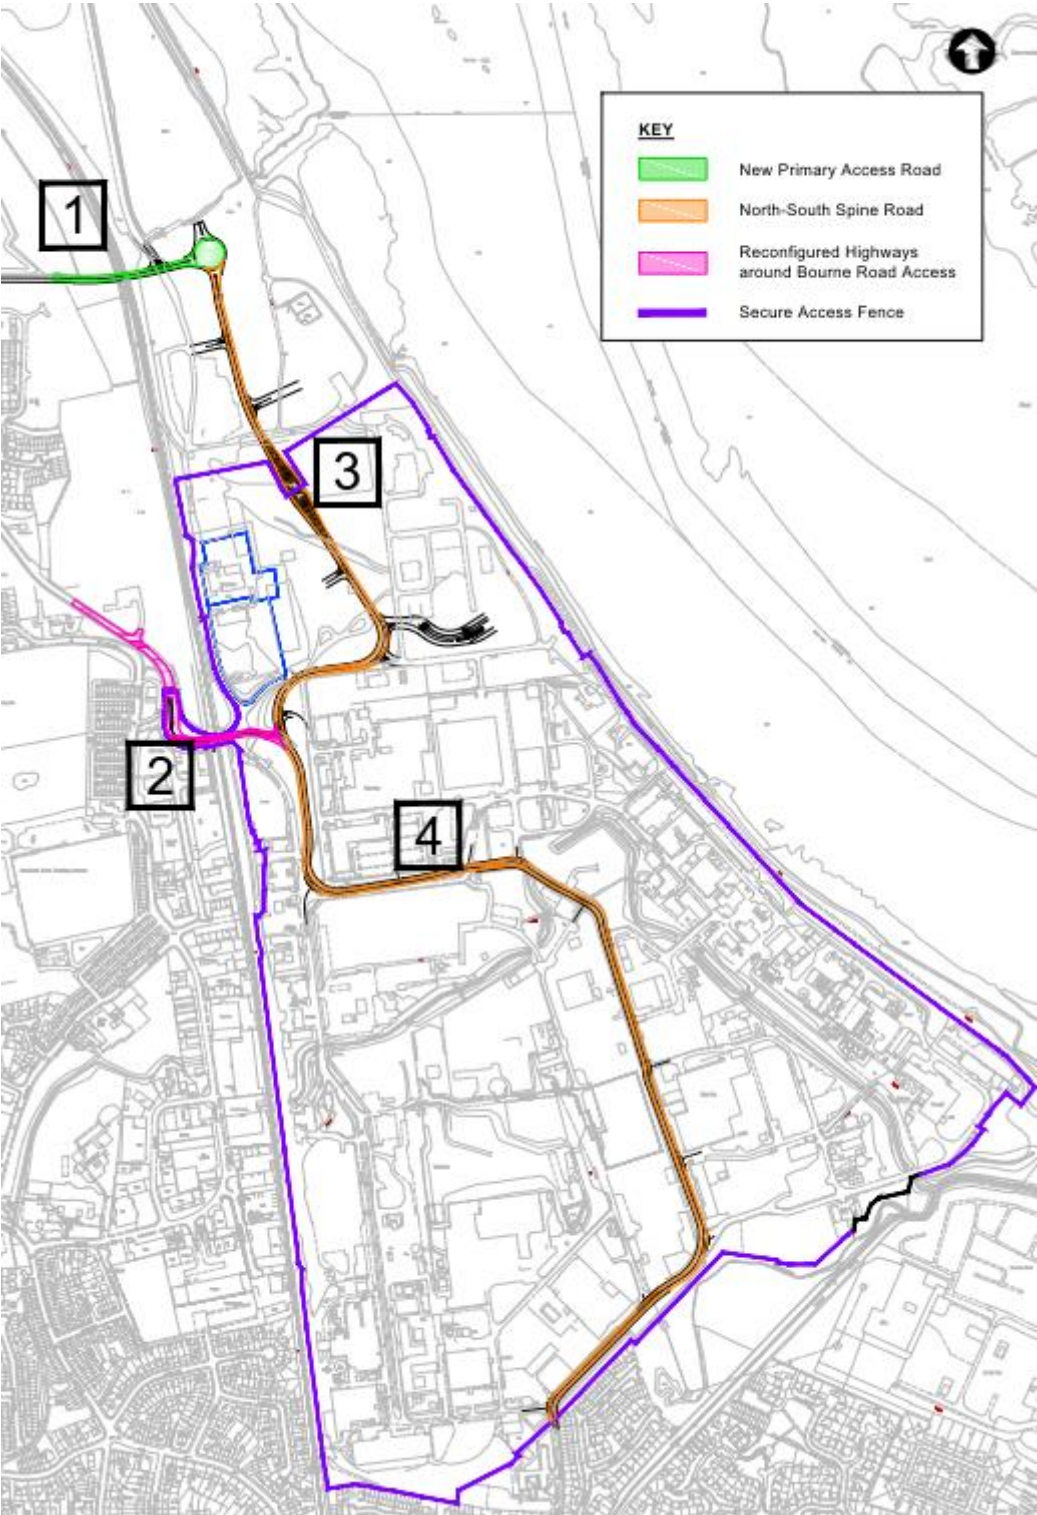 KEY
New Primary Access Road
North-South Spine Road
Reconfigured Highways
around Bourne Road Access
Secure Access Fence
1
3
2
4